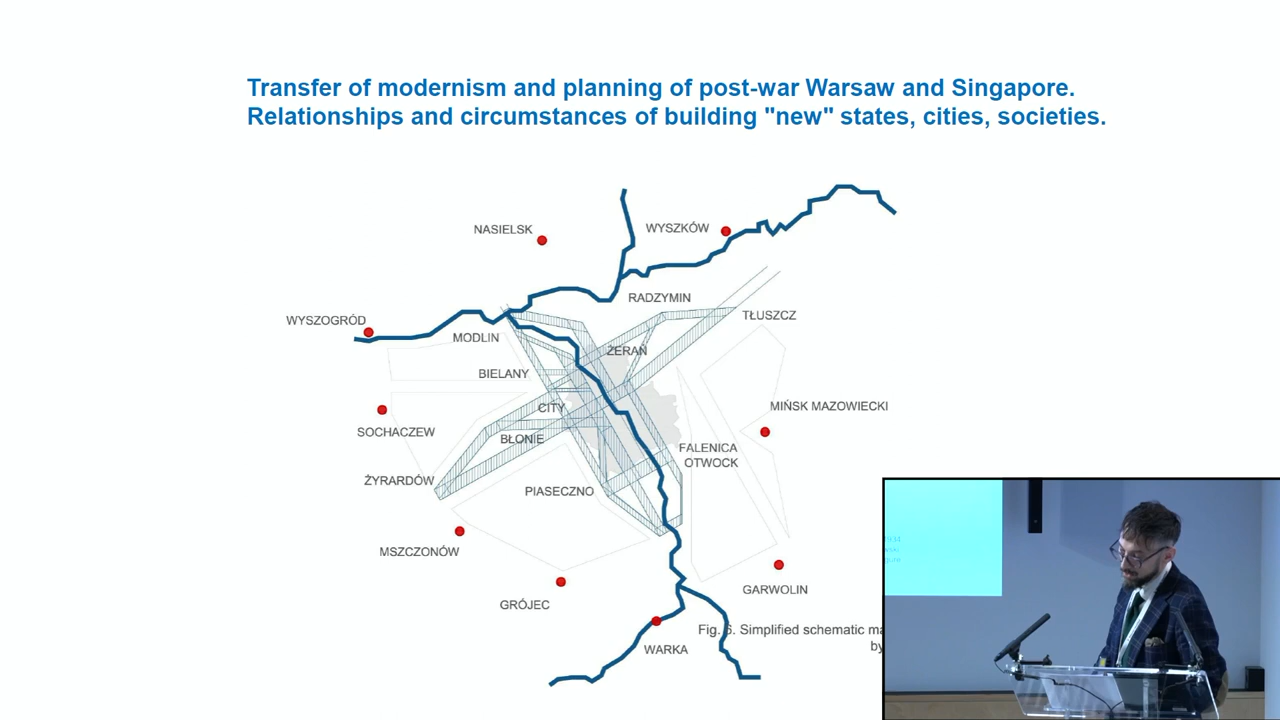 Transfer of modernism and planning of post-war Warsaw and Singapore.
Relationships and circumstances of building "new" states, cities, societies.
NASIELSK
WYSZKÓW
RADZYMIN
WYSZOGRÓD
TŁUSZCZ
MODLIN
ŻERAŃ
BIELANY
CITY
MIŃSK MAZOWIECKI
SOCHACZEW
BŁONIE
FALENICA
OTWOCK
ŻYRARDÓW
PIASECZNO
MSZCZONÓW
GARWOLIN
GRÓJEC
Fig. 6. Simplified schematic
by
WARKA